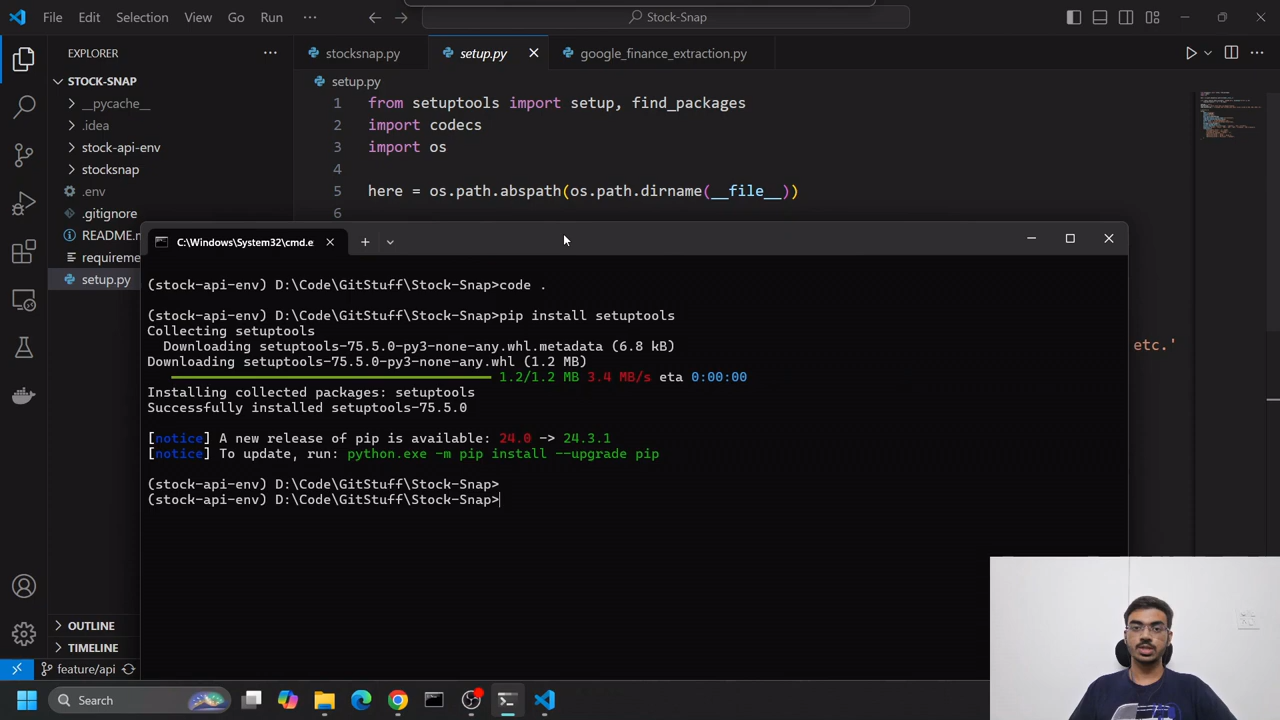 File Edit Selection View Go Run ··· Stock-Snap
EXPLORER ···
STOCK-SNAP
__pycache__
.idea
stock-api-env
stocksnap
.env
.gitignore
README.m
requireme
setup.py
OUTLINE
TIMELINE
feature/api
stocksnap.py setup.py google_finance_extraction.py
setup.py
1 from setuptools import setup, find_packages
2 import codecs
3 import os
4
5 here = os.path.abspath(os.path.dirname(__file__))
6
etc.'
C:\Windows\System32\cmd.e
(stock-api-env) D:\Code\GitStuff\Stock-Snap>code .
(stock-api-env) D:\Code\GitStuff\Stock-Snap>pip install setuptools
Collecting setuptools
Downloading setuptools-75.5.0-py3-none-any.whl.metadata (6.8 kB)
Downloading setuptools-75.5.0-py3-none-any.whl (1.2 MB)
1.2/1.2 MB 3.4 MB/s eta 0:00:00
Installing collected packages: setuptools
Successfully installed setuptools-75.5.0
[notice] A new release of pip is available: 24.0 -> 24.3.1
[notice] To update, run: python.exe -m pip install --upgrade pip
(stock-api-env) D:\Code\GitStuff\Stock-Snap>
(stock-api-env) D:\Code\GitStuff\Stock-Snap>
Search